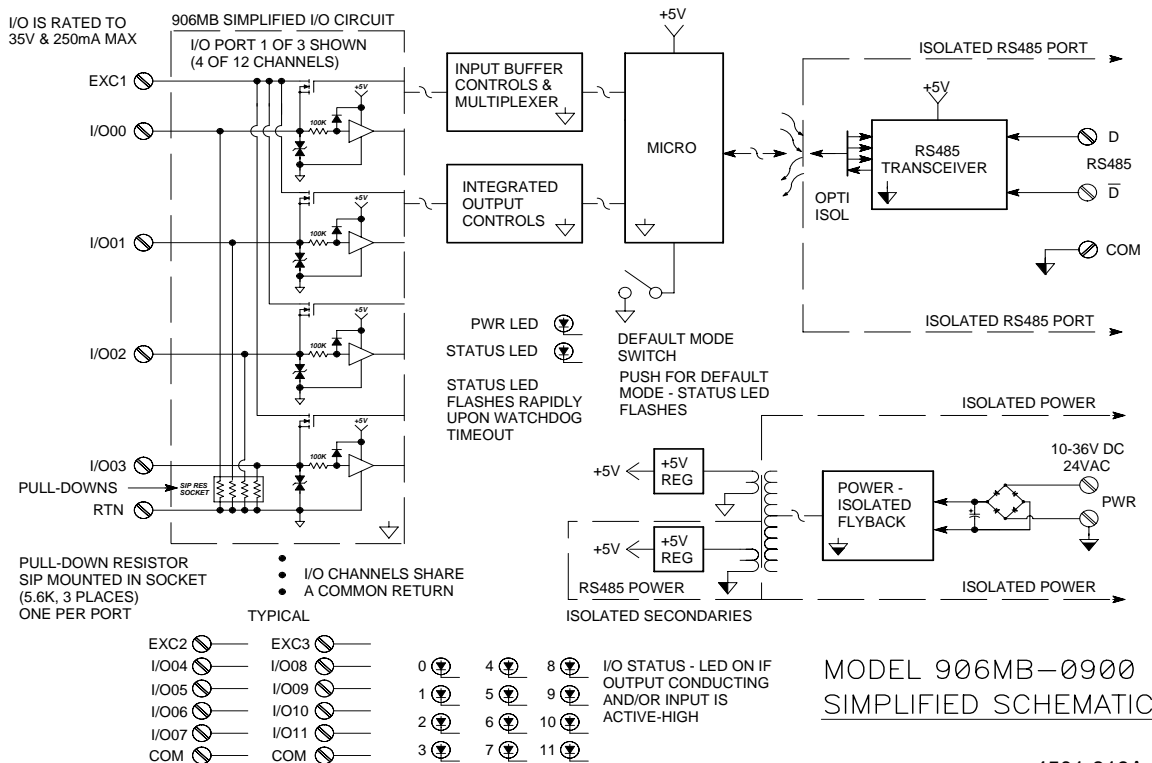 I/O IS RATED TO
35V & 250mA MAX
906MB SIMPLIFIED I/O CIRCUIT
I/O PORT 1 OF 3 SHOWN
(4 OF 12 CHANNELS)
EXC1
+5V
100K
I/O00
+5V
100K
I/O01
+5V
100K
I/O02
+5V
100K
I/O03
PULL-DOWNS
SIP RES
SOCKET
RTN
PULL-DOWN RESISTOR
SIP MOUNTED IN SOCKET
(5.6K, 3 PLACES)
ONE PER PORT
I/O CHANNELS SHARE
A COMMON RETURN
TYPICAL
INPUT BUFFER
CONTROLS &
MULTIPLEXER
INTEGRATED
OUTPUT
CONTROLS
+5V
MICRO
PWR LED
STATUS LED
STATUS LED
FLASHES RAPIDLY
UPON WATCHDOG
TIMEOUT
DEFAULT MODE
SWITCH
PUSH FOR DEFAULT
MODE - STATUS LED
FLASHES
ISOLATED RS485 PORT
+5V
RS485
TRANSCEIVER
OPTI
ISOL
D
RS485
D
COM
ISOLATED RS485 PORT
ISOLATED POWER
10-36V DC
24VAC
PWR
POWER -
ISOLATED
FLYBACK
+5V
+5V
REG
+5V
+5V
REG
RS485 POWER
ISOLATED SECONDARIES
ISOLATED POWER
EXC2
I/O04
I/O05
I/O06
I/O07
COM
EXC3
I/O08
I/O09
I/O10
I/O11
COM
0 4 8
1 5 9
2 6 10
3 7 11
I/O STATUS - LED ON IF
OUTPUT CONDUCTING
AND/OR INPUT IS
ACTIVE-HIGH
MODEL 906MB-0900
SIMPLIFIED SCHEMATIC